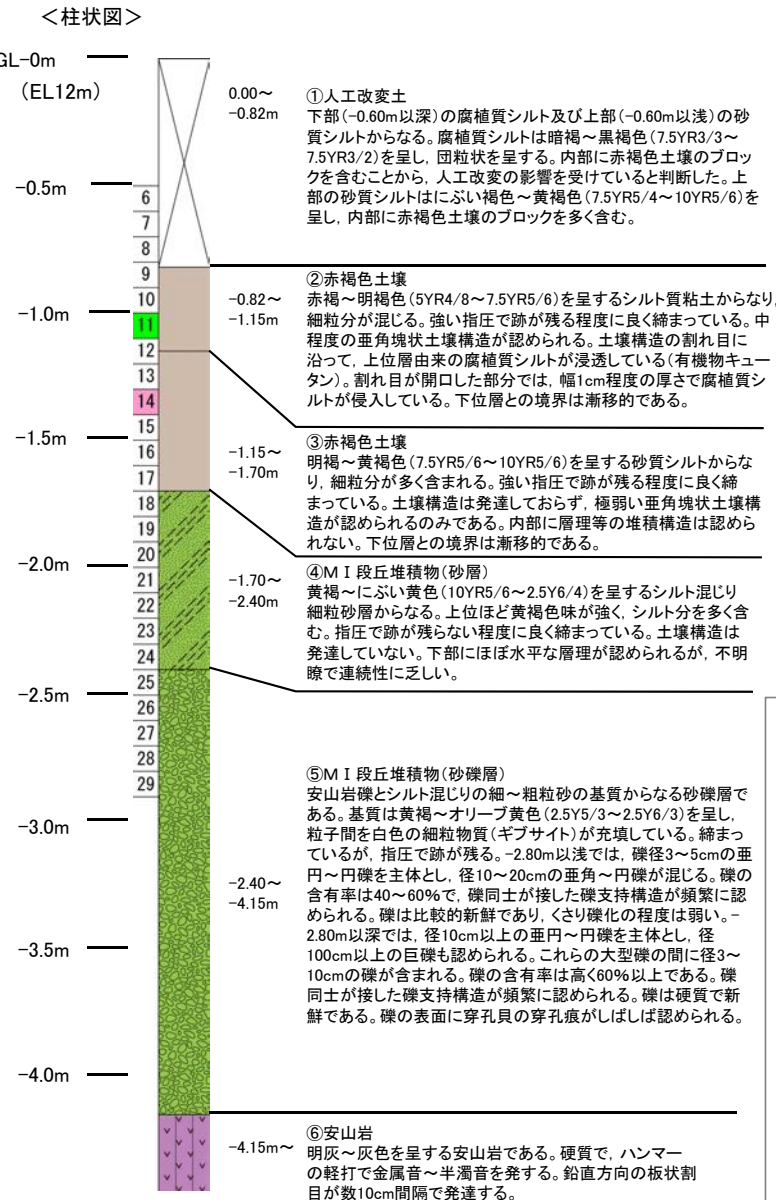 ＜柱状図＞
GL-0m
（EL12m）
-0.5m
-1.0m
-1.5m
-2.0m
-2.5m
-3.0m
-3.5m
-4.0m
6
7
8
9
10
11
12
13
14
15
16
17
18
19
20
21
22
23
24
25
26
27
28
29
0.00～
-0.82m
①人工改変土
下部（-0.60m以深）の腐植質シルト及び上部（-0.60m以浅）の砂
質シルトからなる。腐植質シルトは暗褐～黒褐色（7.5YR3/3～
7.5YR3/2）を呈し，団粒状を呈する。内部に赤褐色土壌のブロッ
クを含むことから，人工改変の影響を受けていると判断した。上
部の砂質シルトはにぶい褐色～黄褐色（7.5YR5/4～10YR5/6）を
呈し，内部に赤褐色土壌のブロックを多く含む。
-0.82～
-1.15m
②赤褐色土壌
赤褐～明褐色（5YR4/8～7.5YR5/6）を呈するシルト質粘土からなり，
細粒分が混じる。強い指圧で跡が残る程度に良く締まっている。中
程度の亜角塊状土壌構造が認められる。土壌構造の割れ目に
沿って，上位層由来の腐植質シルトが浸透している（有機物キュー
タン）。割れ目が開口した部分では，幅1cm程度の厚さで腐植質シ
ルトが侵入している。下位層との境界は漸移的である。
-1.15～
-1.70m
③赤褐色土壌
明褐～黄褐色（7.5YR5/6～10YR5/6）を呈する砂質シルトからな
り，細粒分が多く含まれる。強い指圧で跡が残る程度に良く締
まっている。土壌構造は発達しておらず，極弱い亜角塊状土壌構
造が認められるのみである。内部に層理等の堆積構造は認めら
れない。下位層との境界は漸移的である。
-1.70～
-2.40m
④ＭⅠ段丘堆積物（砂層）
黄褐～にぶい黄色（10YR5/6～2.5Y6/4）を呈するシルト混じり
細粒砂層からなる。上位ほど黄褐色味が強く，シルト分を多く含
む。指圧で跡が残らない程度に良く締まっている。土壌構造は
発達していない。下部にほぼ水平な層理が認められるが，不明
瞭で連続性に乏しい。
-2.40～
-4.15m
⑤ＭⅠ段丘堆積物（砂礫層）
安山岩礫とシルト混じりの細～粗粒砂の基質からなる砂礫層で
ある。基質は黄褐～オリーブ黄色（2.5Y5/3～2.5Y6/3）を呈し，
粒子間を白色の細粒物質（ギブサイト）が充填している。締まっ
ているが，指圧で跡が残る。-2.80m以浅では，礫径3～5cmの亜
円～円礫を主体とし，径10～20cmの亜角～円礫が混じる。礫の
含有率は40～60%で，礫同士が接した礫支持構造が頻繁に認
められる。礫は比較的新鮮であり，くさり礫化の程度は弱い。-
2.80m以深では，径10cm以上の亜円～円礫を主体とし，径
100cm以上の巨礫も認められる。これらの大型礫の間に径3～
10cmの礫が含まれる。礫の含有率は高く60%以上である。礫
同士が接した礫支持構造が頻繁に認められる。礫は硬質で新
鮮である。礫の表面に穿孔貝の穿孔痕がしばしば認められる。
-4.15m～
⑥安山岩
明灰～灰色を呈する安山岩である。硬質で，ハンマー
の軽打で金属音～半濁音を発する。鉛直方向の板状割
目が数10cm間隔で発達する。